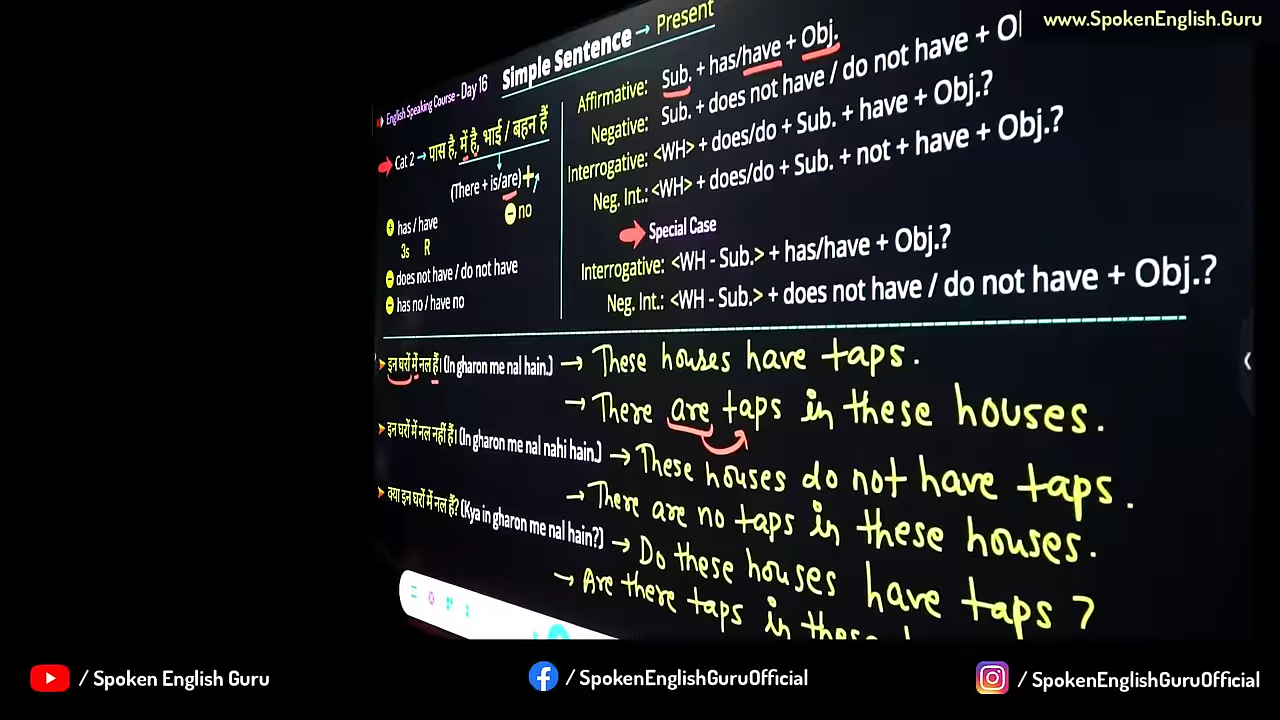 www.SpokenEnglish.Guru
English Speaking Course - Day 16
Simple Sentence → Present
Cat 2 → पास है, में है, भाई / बहन हैं
(There + is/are) +
- no
+ has / have
3s R
- does not have / do not have
- has no / have no
Affirmative: Sub. + has/have + Obj.
Negative: Sub. + does not have / do not have + O
Interrogative: <WH> + does/do + Sub. + have + Obj.?
Neg. Int.: <WH> + does/do + Sub. + not + have + Obj.?
Special Case
Interrogative: <WH - Sub.> + has/have + Obj.?
Neg. Int.: <WH - Sub.> + does not have / do not have + Obj.?
इन घरों में नल हैं। (In gharon me nal hain.) → These houses have taps.
→ There are taps in these houses.
इन घरों में नल नहीं हैं। (In gharon me nal nahi hain.) → These houses do not have taps.
→ There are no taps in these houses.
क्या इन घरों में नल हैं? (Kya in gharon me nal hain?) → Do these houses have taps?
→ Are there taps in these
/ Spoken English Guru
/ SpokenEnglishGuruOfficial
/ SpokenEnglishGuruOfficial